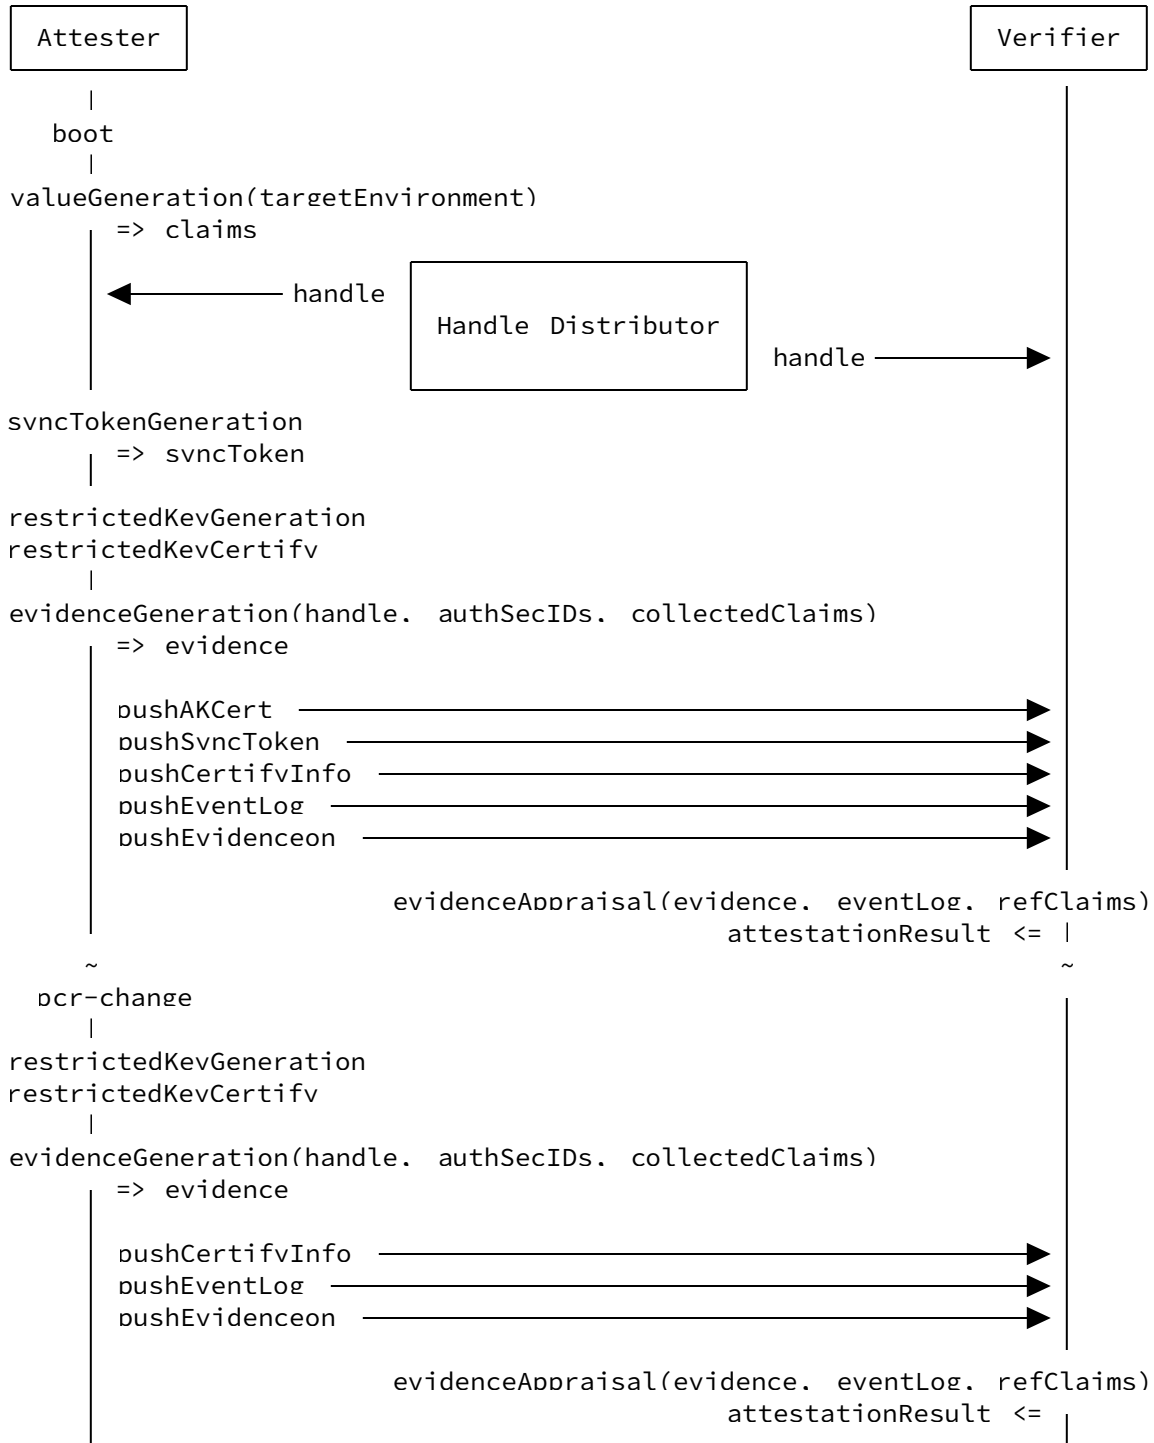 Attester Verifier
boot
valueGeneration(targetEnvironment)
=> claims
handle
Handle Distributor
handle
syncTokenGeneration
=> syncToken
restrictedKeyGeneration
restrictedKeyCertify
evidenceGeneration(handle, authSecIDs, collectedClaims)
=> evidence
pushAKCert
pushSyncToken
pushCertifyInfo
pushEventLog
pushEvidenceon
evidenceAppraisal(evidence, eventLog, refClaims)
attestationResult <=
~ ~
pcr-change
restrictedKeyGeneration
restrictedKeyCertify
evidenceGeneration(handle, authSecIDs, collectedClaims)
=> evidence
pushCertifyInfo
pushEventLog
pushEvidenceon
evidenceAppraisal(evidence, eventLog, refClaims)
attestationResult <=